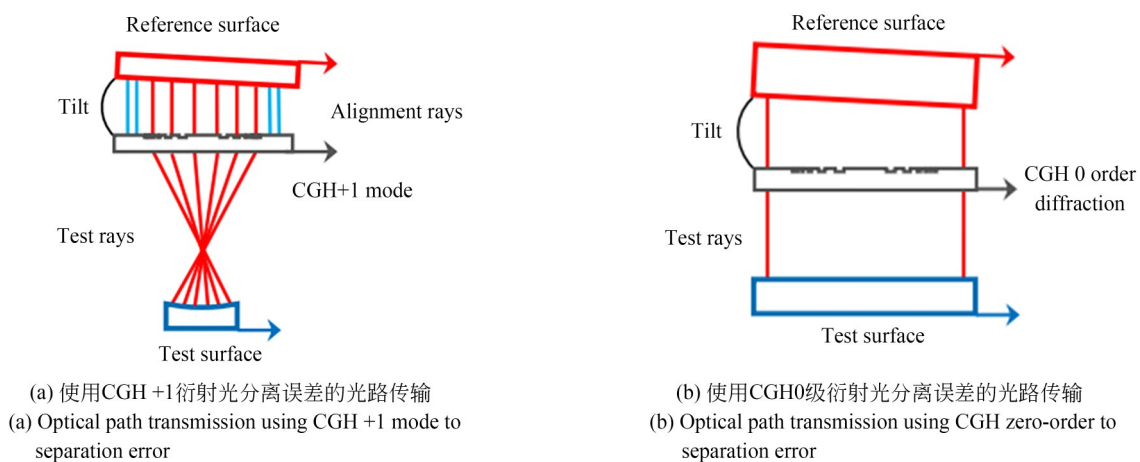 Reference surface
Tilt
Alignment rays
CGH+1 mode
Test rays
Test surface
(a) 使用CGH +1衍射光分离误差的光路传输
(a) Optical path transmission using CGH +1 mode to
separation error
Reference surface
Tilt
CGH 0 order
diffraction
Test rays
Test surface
(b) 使用CGH0级衍射光分离误差的光路传输
(b) Optical path transmission using CGH zero-order to
separation error